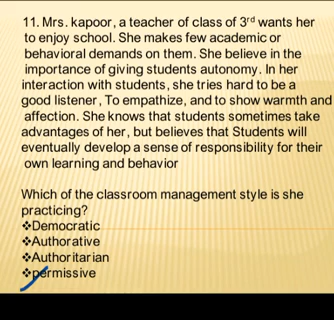 11. Mrs. kapoor, a teacher of class of 3rd wants her
to enjoy school. She makes few academic or
behavioral demands on them. She believe in the
importance of giving students autonomy. In her
interaction with students, she tries hard to be a
good listener, To empathize, and to show warmth and
affection. She knows that students sometimes take
advantages of her, but believes that Students will
eventually develop a sense of responsibility for their
own learning and behavior
Which of the classroom management style is she
practicing?
❖Democratic
❖Authorative
❖Authoritarian
❖permissive